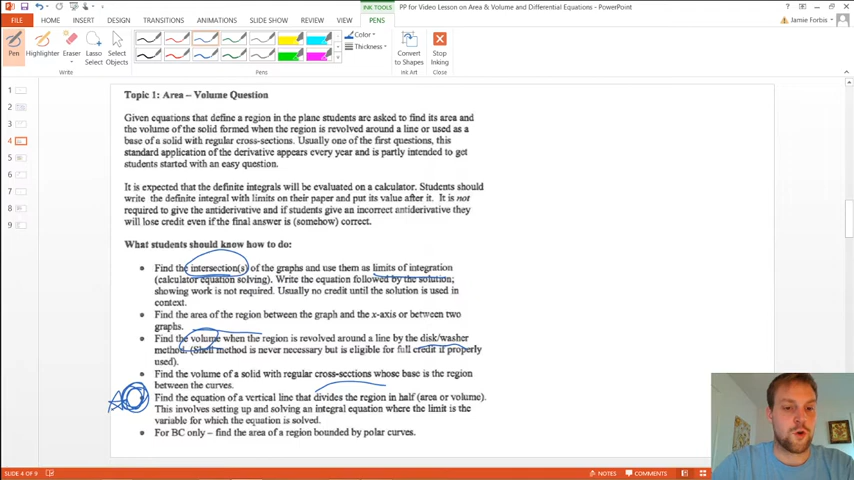 INK TOOLS
PP for Video Lesson on Area & Volume and Differential Equations - PowerPoint
FILE HOME INSERT DESIGN TRANSITIONS ANIMATIONS SLIDE SHOW REVIEW VIEW PENS
Jamie Forbis
Pen Highlighter Eraser Lasso Select Color Convert to Stop
Select Objects Thickness Shapes Inking
Write Pens Ink Art Close
1
2
3
4
5
6
7
8
9
Topic 1: Area – Volume Question
Given equations that define a region in the plane students are asked to find its area and
the volume of the solid formed when the region is revolved around a line or used as a
base of a solid with regular cross-sections. Usually one of the first questions, this
standard application of the derivative appears every year and is partly intended to get
students started with an easy question.
It is expected that the definite integrals will be evaluated on a calculator. Students should
write the definite integral with limits on their paper and put its value after it. It is not
required to give the antiderivative and if students give an incorrect antiderivative they
will lose credit even if the final answer is (somehow) correct.
What students should know how to do:
• Find the intersection(s) of the graphs and use them as limits of integration
(calculator equation solving). Write the equation followed by the solution;
showing work is not required. Usually no credit until the solution is used in
context.
• Find the area of the region between the graph and the x-axis or between two
graphs.
• Find the volume when the region is revolved around a line by the disk/washer
method. (Shell method is never necessary but is eligible for full credit if properly
used).
• Find the volume of a solid with regular cross-sections whose base is the region
between the curves.
• Find the equation of a vertical line that divides the region in half (area or volume).
This involves setting up and solving an integral equation where the limit is the
variable for which the equation is solved.
• For BC only – find the area of a region bounded by polar curves.
SLIDE 4 OF 9
NOTES COMMENTS